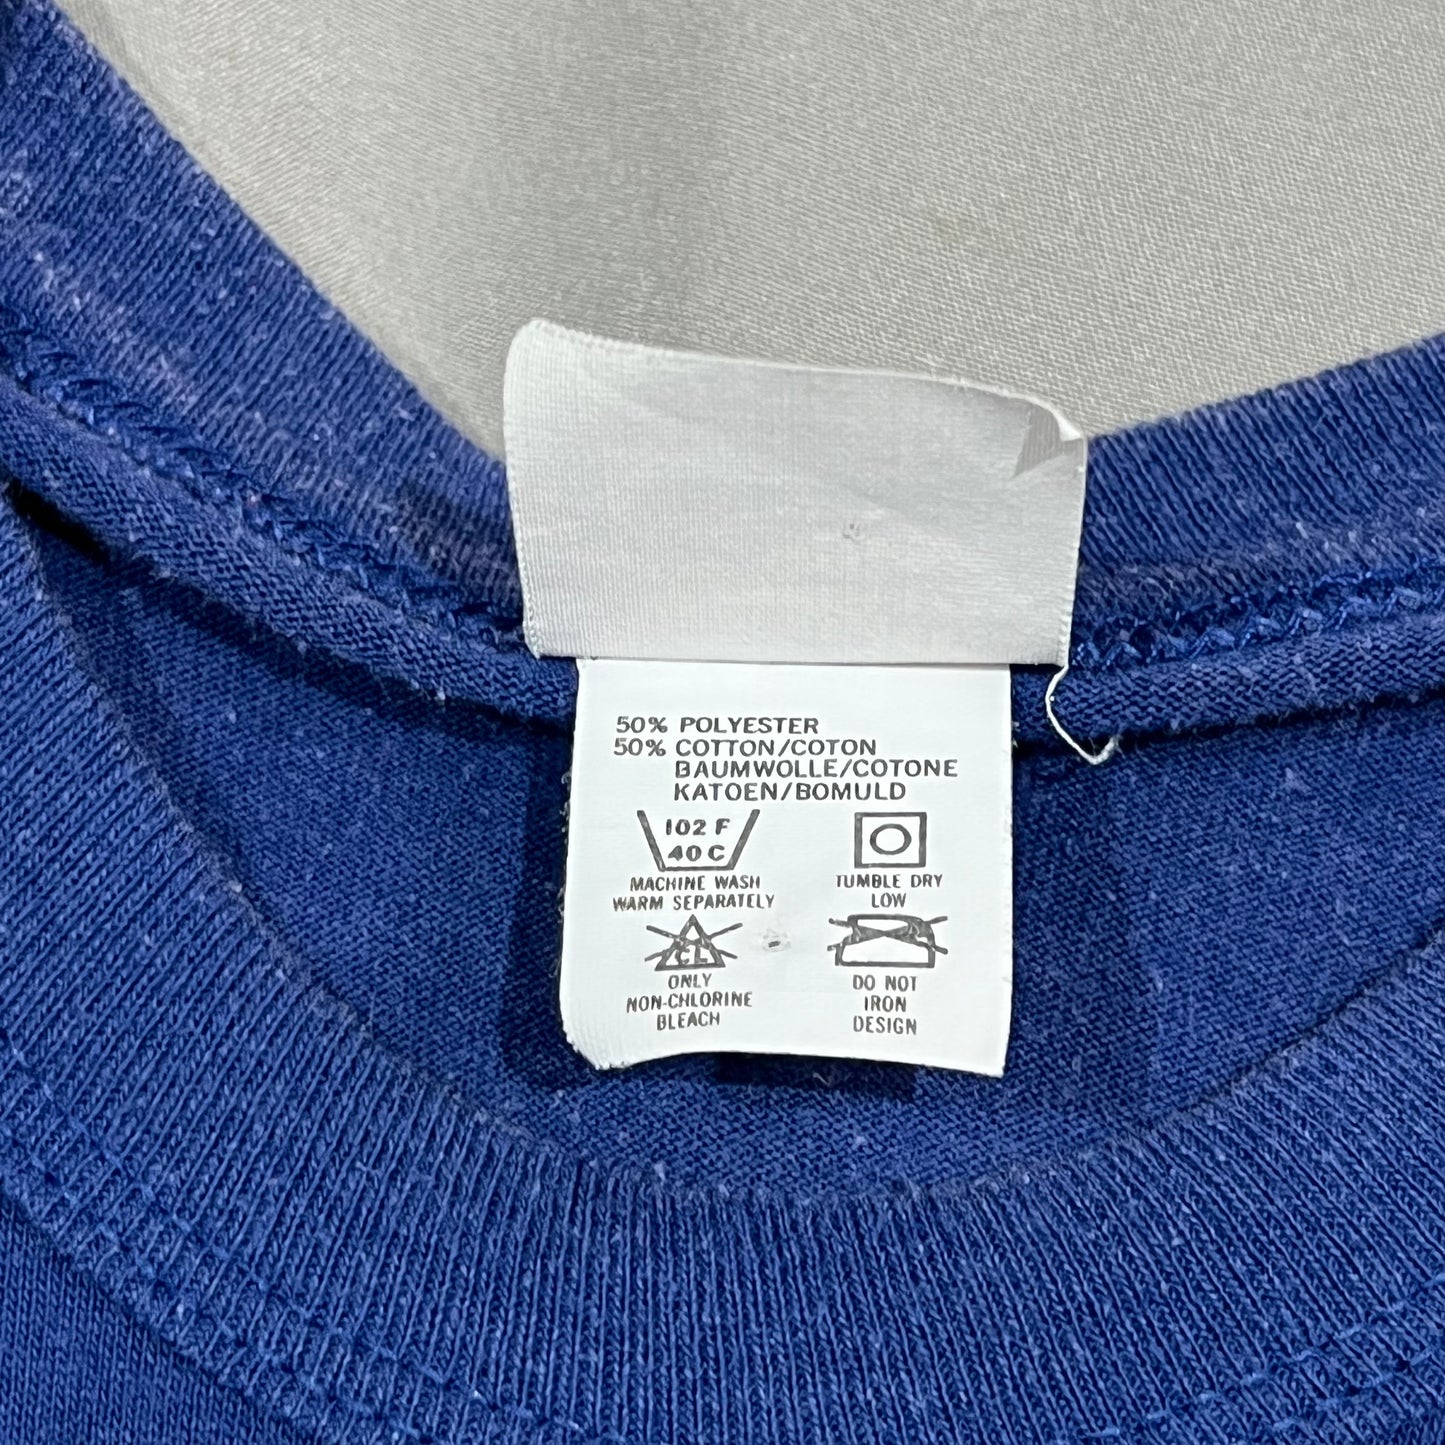 50% POLYESTER
50% COTTON/COTON
BAUMWOLLE/COTONE
KATOEN/BOMULD
102 F
40 C
MACHINE WASH
WARM SEPARATELY
TUMBLE DRY
LOW
CL
ONLY
NON-CHLORINE
BLEACH
DO NOT
IRON
DESIGN